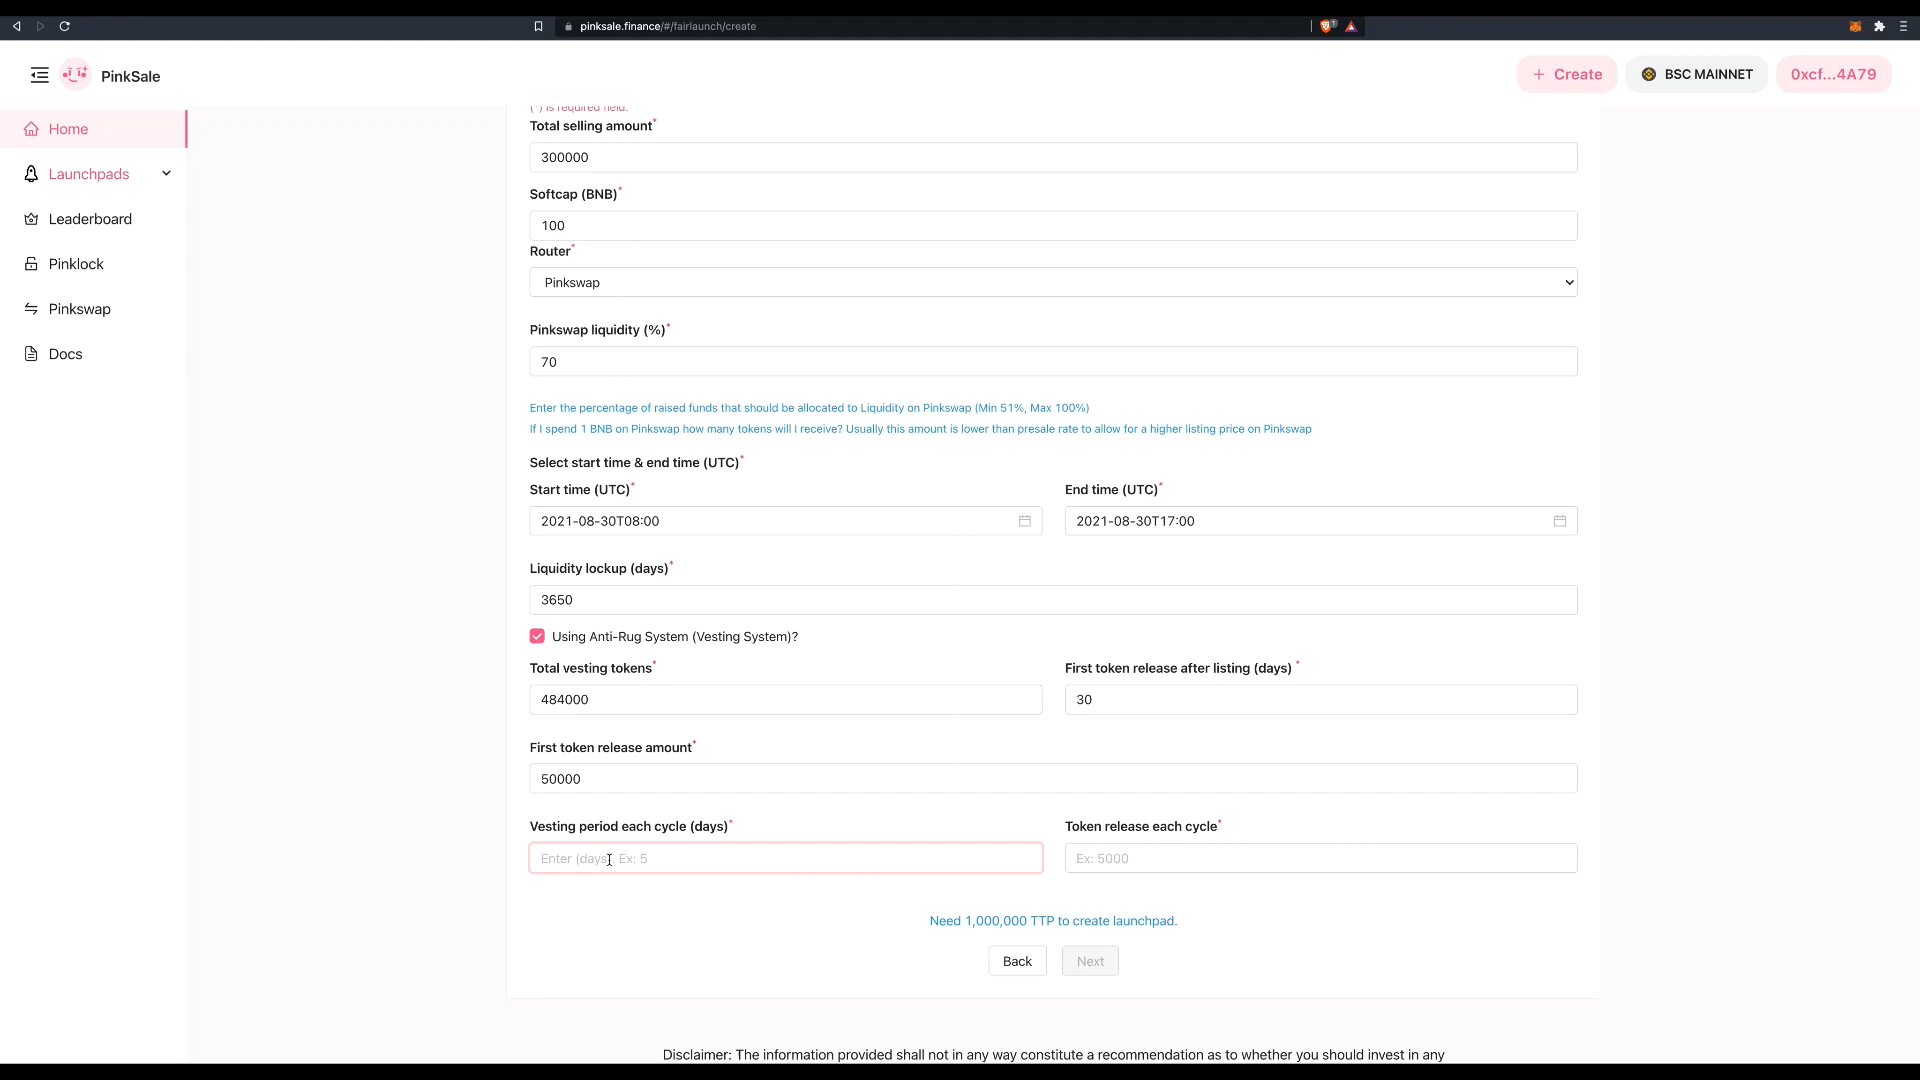 pinksale.finance/#/fairlaunch/create
1
PinkSale
+ Create
BSC MAINNET
0xcf...4A79
Home
Launchpads
Leaderboard
Pinklock
Pinkswap
Docs
(*) is required field.
Total selling amount*
300000
Softcap (BNB)*
100
Router*
Pinkswap
Pinkswap liquidity (%)*
70
Enter the percentage of raised funds that should be allocated to Liquidity on Pinkswap (Min 51%, Max 100%)
If I spend 1 BNB on Pinkswap how many tokens will I receive? Usually this amount is lower than presale rate to allow for a higher listing price on Pinkswap
Select start time & end time (UTC)*
Start time (UTC)*
End time (UTC)*
2021-08-30T08:00
2021-08-30T17:00
Liquidity lockup (days)*
3650
Using Anti-Rug System (Vesting System)?
Total vesting tokens*
First token release after listing (days) *
484000
30
First token release amount*
50000
Vesting period each cycle (days)*
Token release each cycle*
Enter (days) Ex: 5
Ex: 5000
Need 1,000,000 TTP to create launchpad.
Back
Next
Disclaimer: The information provided shall not in any way constitute a recommendation as to whether you should invest in any